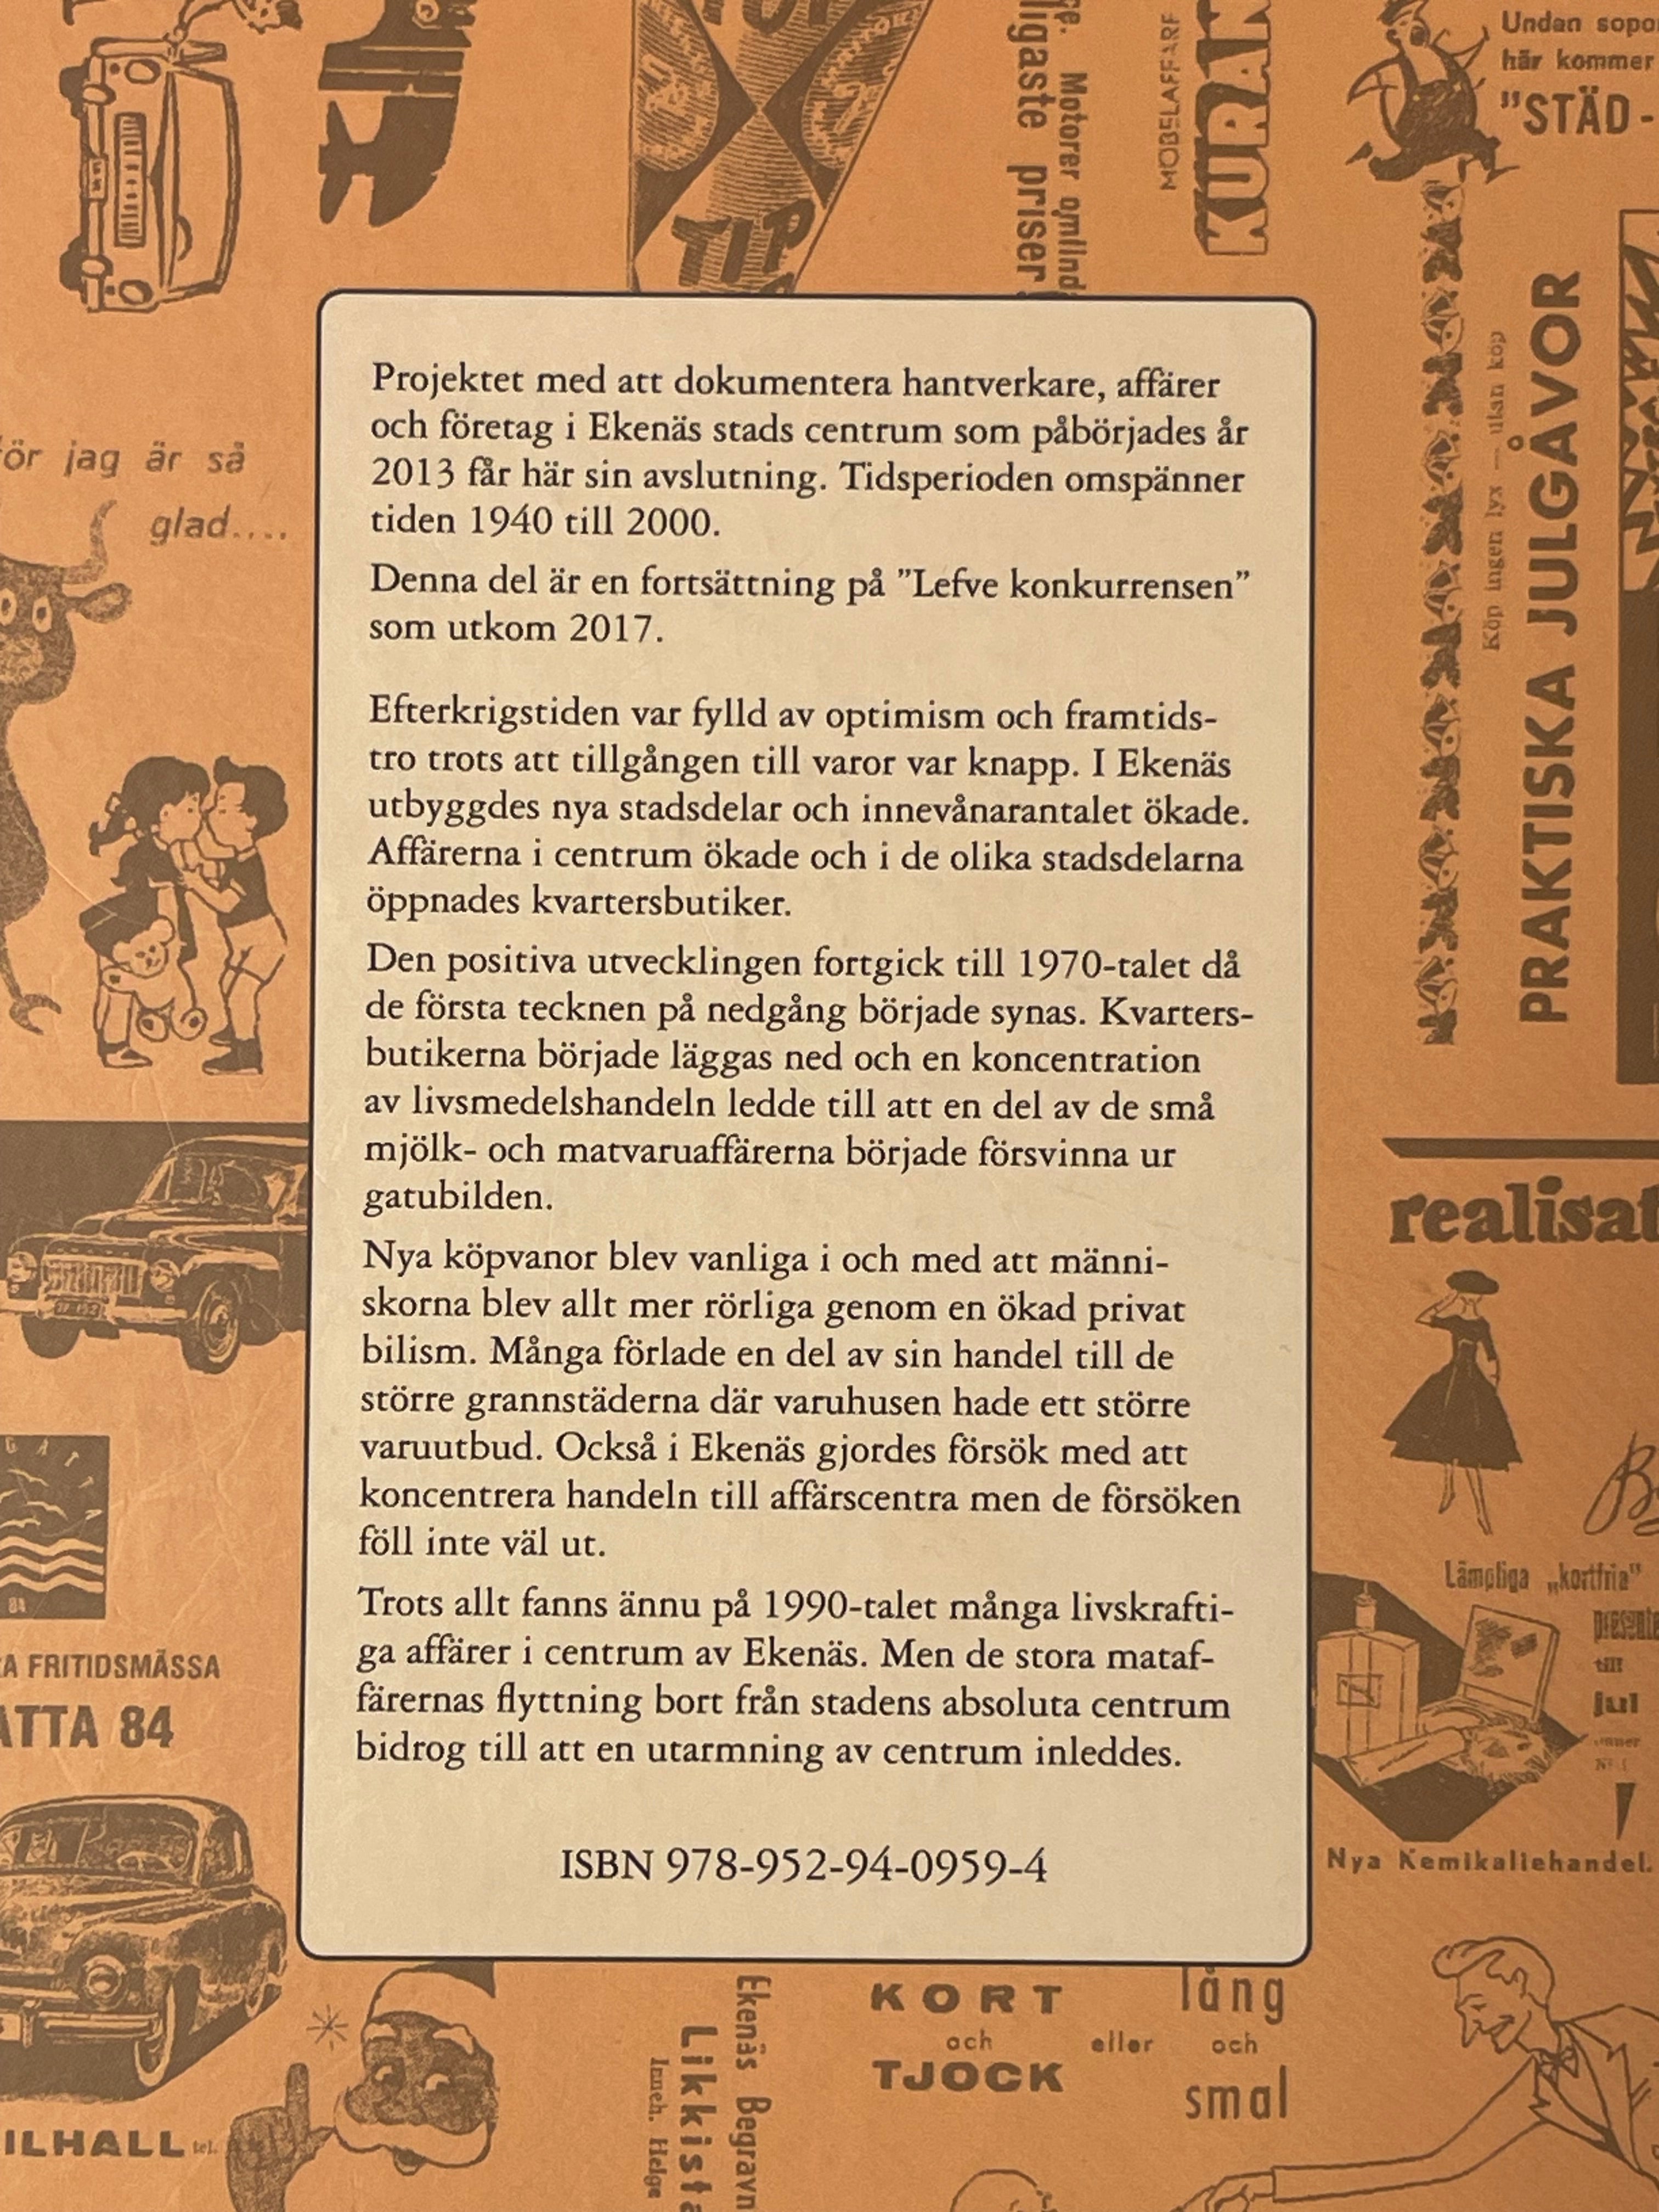 TOP
TIP
ligaste priser
Motorer omlind
MÖBELAFFÄR
KURAN
Undan sopo
här kommer
"STÄD-
ör jag är så
glad....
Köp ingen lyx — utan köp
PRAKTISKA JULGÅVOR
Projektet med att dokumentera hantverkare, affärer
och företag i Ekenäs stads centrum som påbörjades år
2013 får här sin avslutning. Tidsperioden omspänner
tiden 1940 till 2000.
Denna del är en fortsättning på ”Lefve konkurrensen”
som utkom 2017.
Efterkrigstiden var fylld av optimism och framtids-
tro trots att tillgången till varor var knapp. I Ekenäs
utbyggdes nya stadsdelar och innevånarantalet ökade.
Affärerna i centrum ökade och i de olika stadsdelarna
öppnades kvartersbutiker.
Den positiva utvecklingen fortgick till 1970-talet då
de första tecknen på nedgång började synas. Kvarters-
butikerna började läggas ned och en koncentration
av livsmedelshandeln ledde till att en del av de små
mjölk- och matvaruaffärerna började försvinna ur
gatubilden.
Nya köpvanor blev vanliga i och med att männi-
skorna blev allt mer rörliga genom en ökad privat
bilism. Många förlade en del av sin handel till de
större grannstäderna där varuhusen hade ett större
varuutbud. Också i Ekenäs gjordes försök med att
koncentrera handeln till affärscentra men de försöken
föll inte väl ut.
Trots allt fanns ännu på 1990-talet många livskrafti-
ga affärer i centrum av Ekenäs. Men de stora mataf-
färernas flyttning bort från stadens absoluta centrum
bidrog till att en utarmning av centrum inleddes.
ISBN 978-952-94-0959-4
realisat
84
A FRITIDSMÄSSA
ATTA 84
Lämpliga „kortfria"
presente
till
jul
Nya Kemikaliehandel.
ILHALL tel.
Ekenäs Begravn
Likkista
Inneh. Helge
KORT
och
TJOCK
eller
lång
och
smal